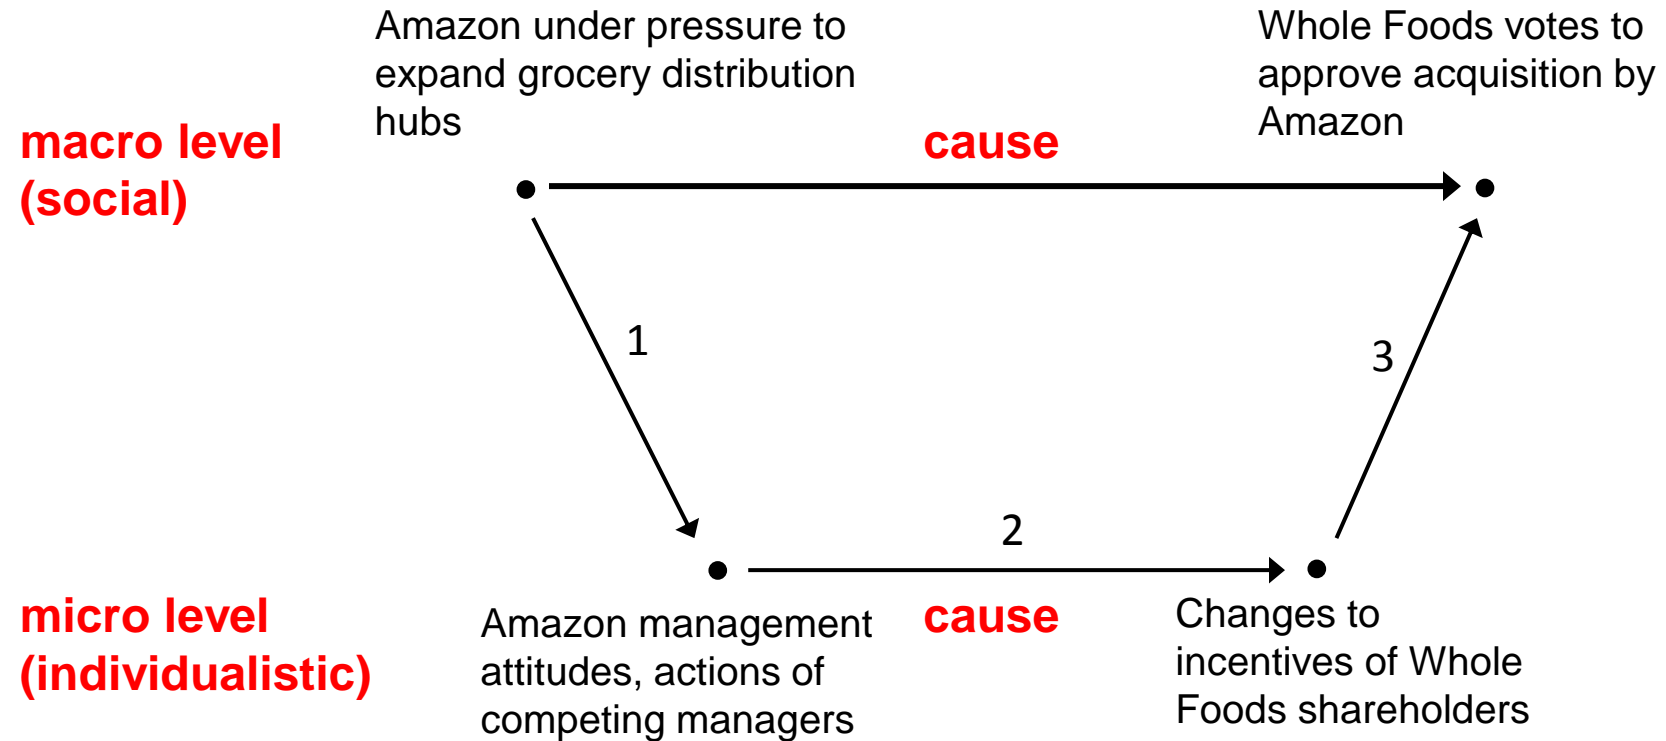 Amazon under pressure to
expand grocery distribution
hubs
Whole Foods votes to
approve acquisition by
Amazon
macro level
(social)
cause
1
3
2
micro level
(individualistic)
Amazon management
attitudes, actions of
competing managers
cause
Changes to
incentives of Whole
Foods shareholders